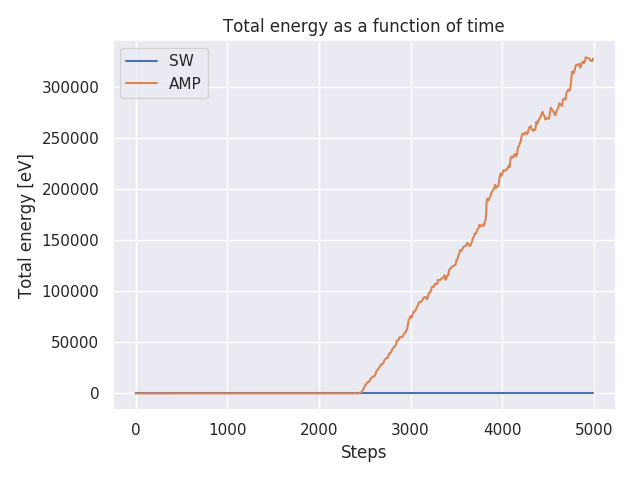 Total energy as a function of time
SW
AMP
Total energy [eV]
300000
250000
200000
150000
100000
50000
0
0 1000 2000 3000 4000 5000
Steps